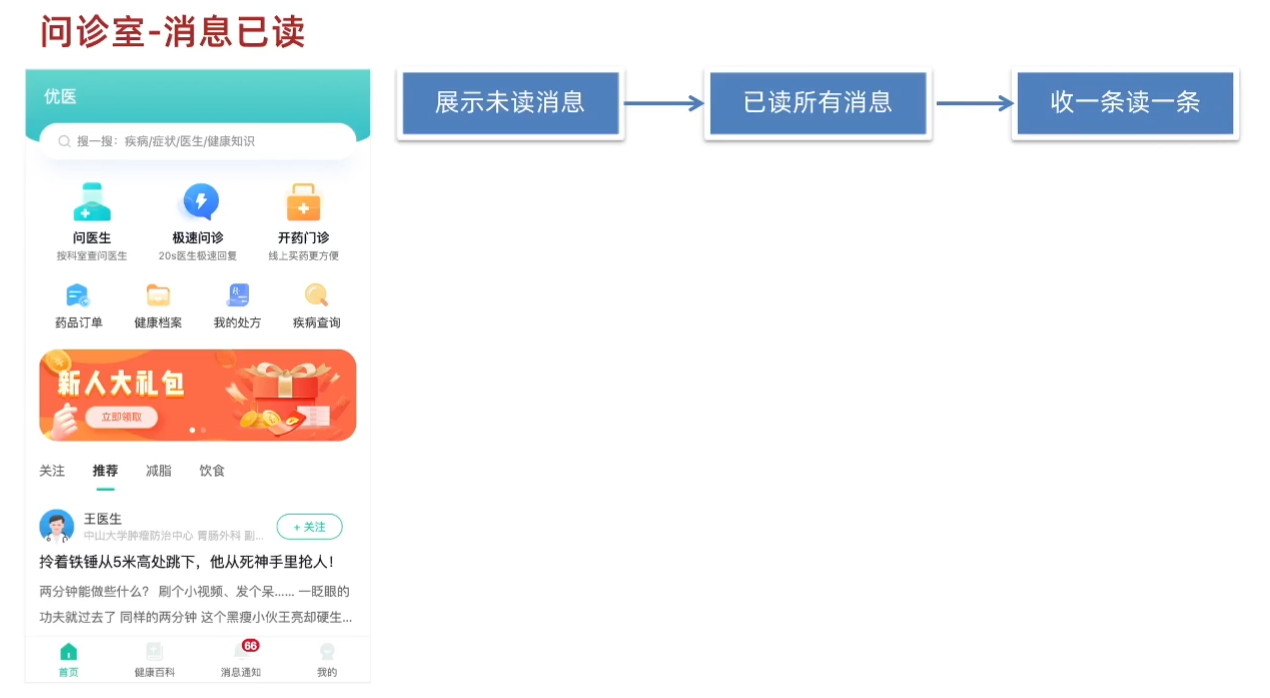 问诊室-消息已读
展示未读消息
已读所有消息
收一条读一条
优医
搜一搜：疾病/症状/医生/健康知识
问医生
极速问诊
开药门诊
按科室查问医生
20s医生极速回复
线上买药更方便
药品订单
健康档案
我的处方
疾病查询
新人大礼包
立即领取
关注 推荐 减脂 饮食
王医生
中山大学肿瘤防治中心 胃肠外科 副...
+ 关注
拎着铁锤从5米高处跳下，他从死神手里抢人！
两分钟能做些什么？ 刷个小视频、发个呆...... 一眨眼的
功夫就过去了 同样的两分钟 这个黑瘦小伙王亮却硬生...
66
首页 健康百科 消息通知 我的